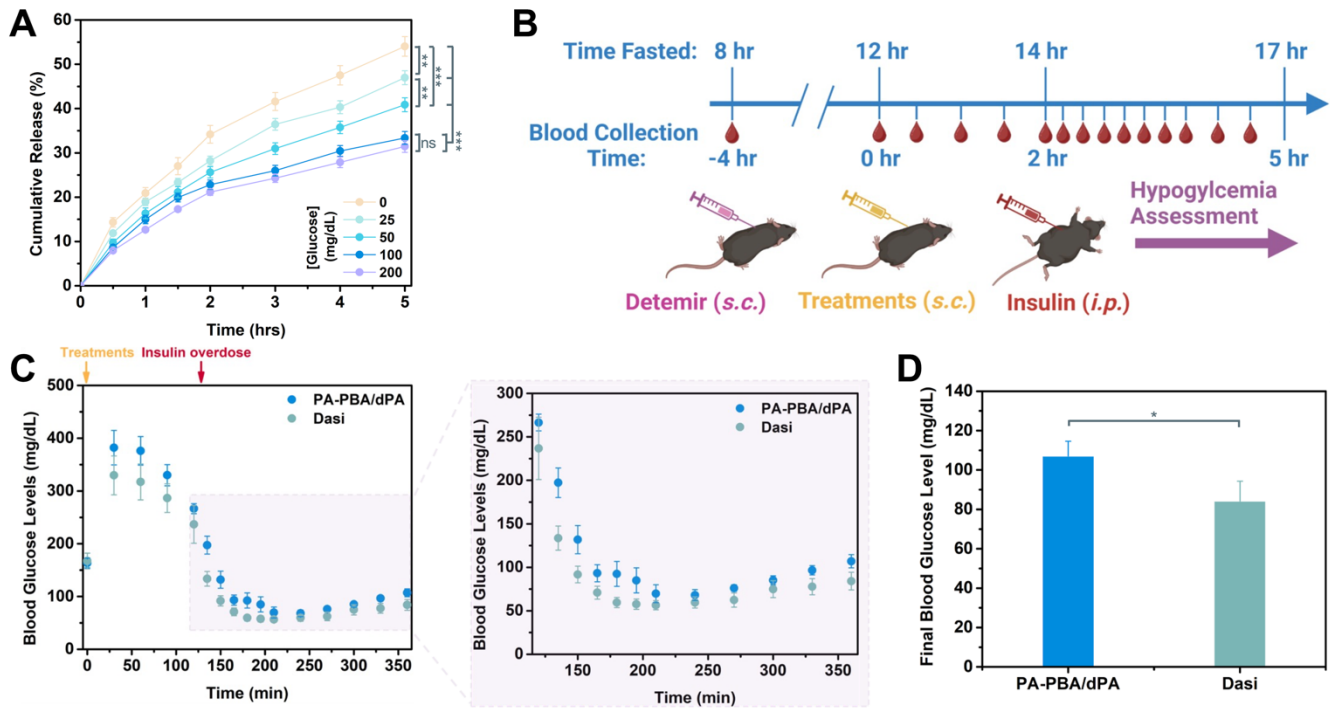 A
60
50
40
30
20
10
0
Cumulative Release (%)
0 1 2 3 4 5
Time (hrs)
[Glucose]
(mg/dL)
0
25
50
100
200
**
**
***
ns
***
B
Time Fasted: 8 hr 12 hr 14 hr 17 hr
Blood Collection
Time: -4 hr 0 hr 2 hr 5 hr
Hypogylcemia
Assessment
Detemir (s.c.) Treatments (s.c.) Insulin (i.p.)
C
Treatments Insulin overdose
500
400
300
200
100
0
Blood Glucose Levels (mg/dL)
PA-PBA/dPA
Dasi
0 50 100 150 200 250 300 350
Time (min)
300
250
200
150
100
50
0
Blood Glucose Levels (mg/dL)
PA-PBA/dPA
Dasi
150 200 250 300 350
Time (min)
D
140
120
100
80
60
40
20
0
Final Blood Glucose Level (mg/dL)
*
PA-PBA/dPA Dasi